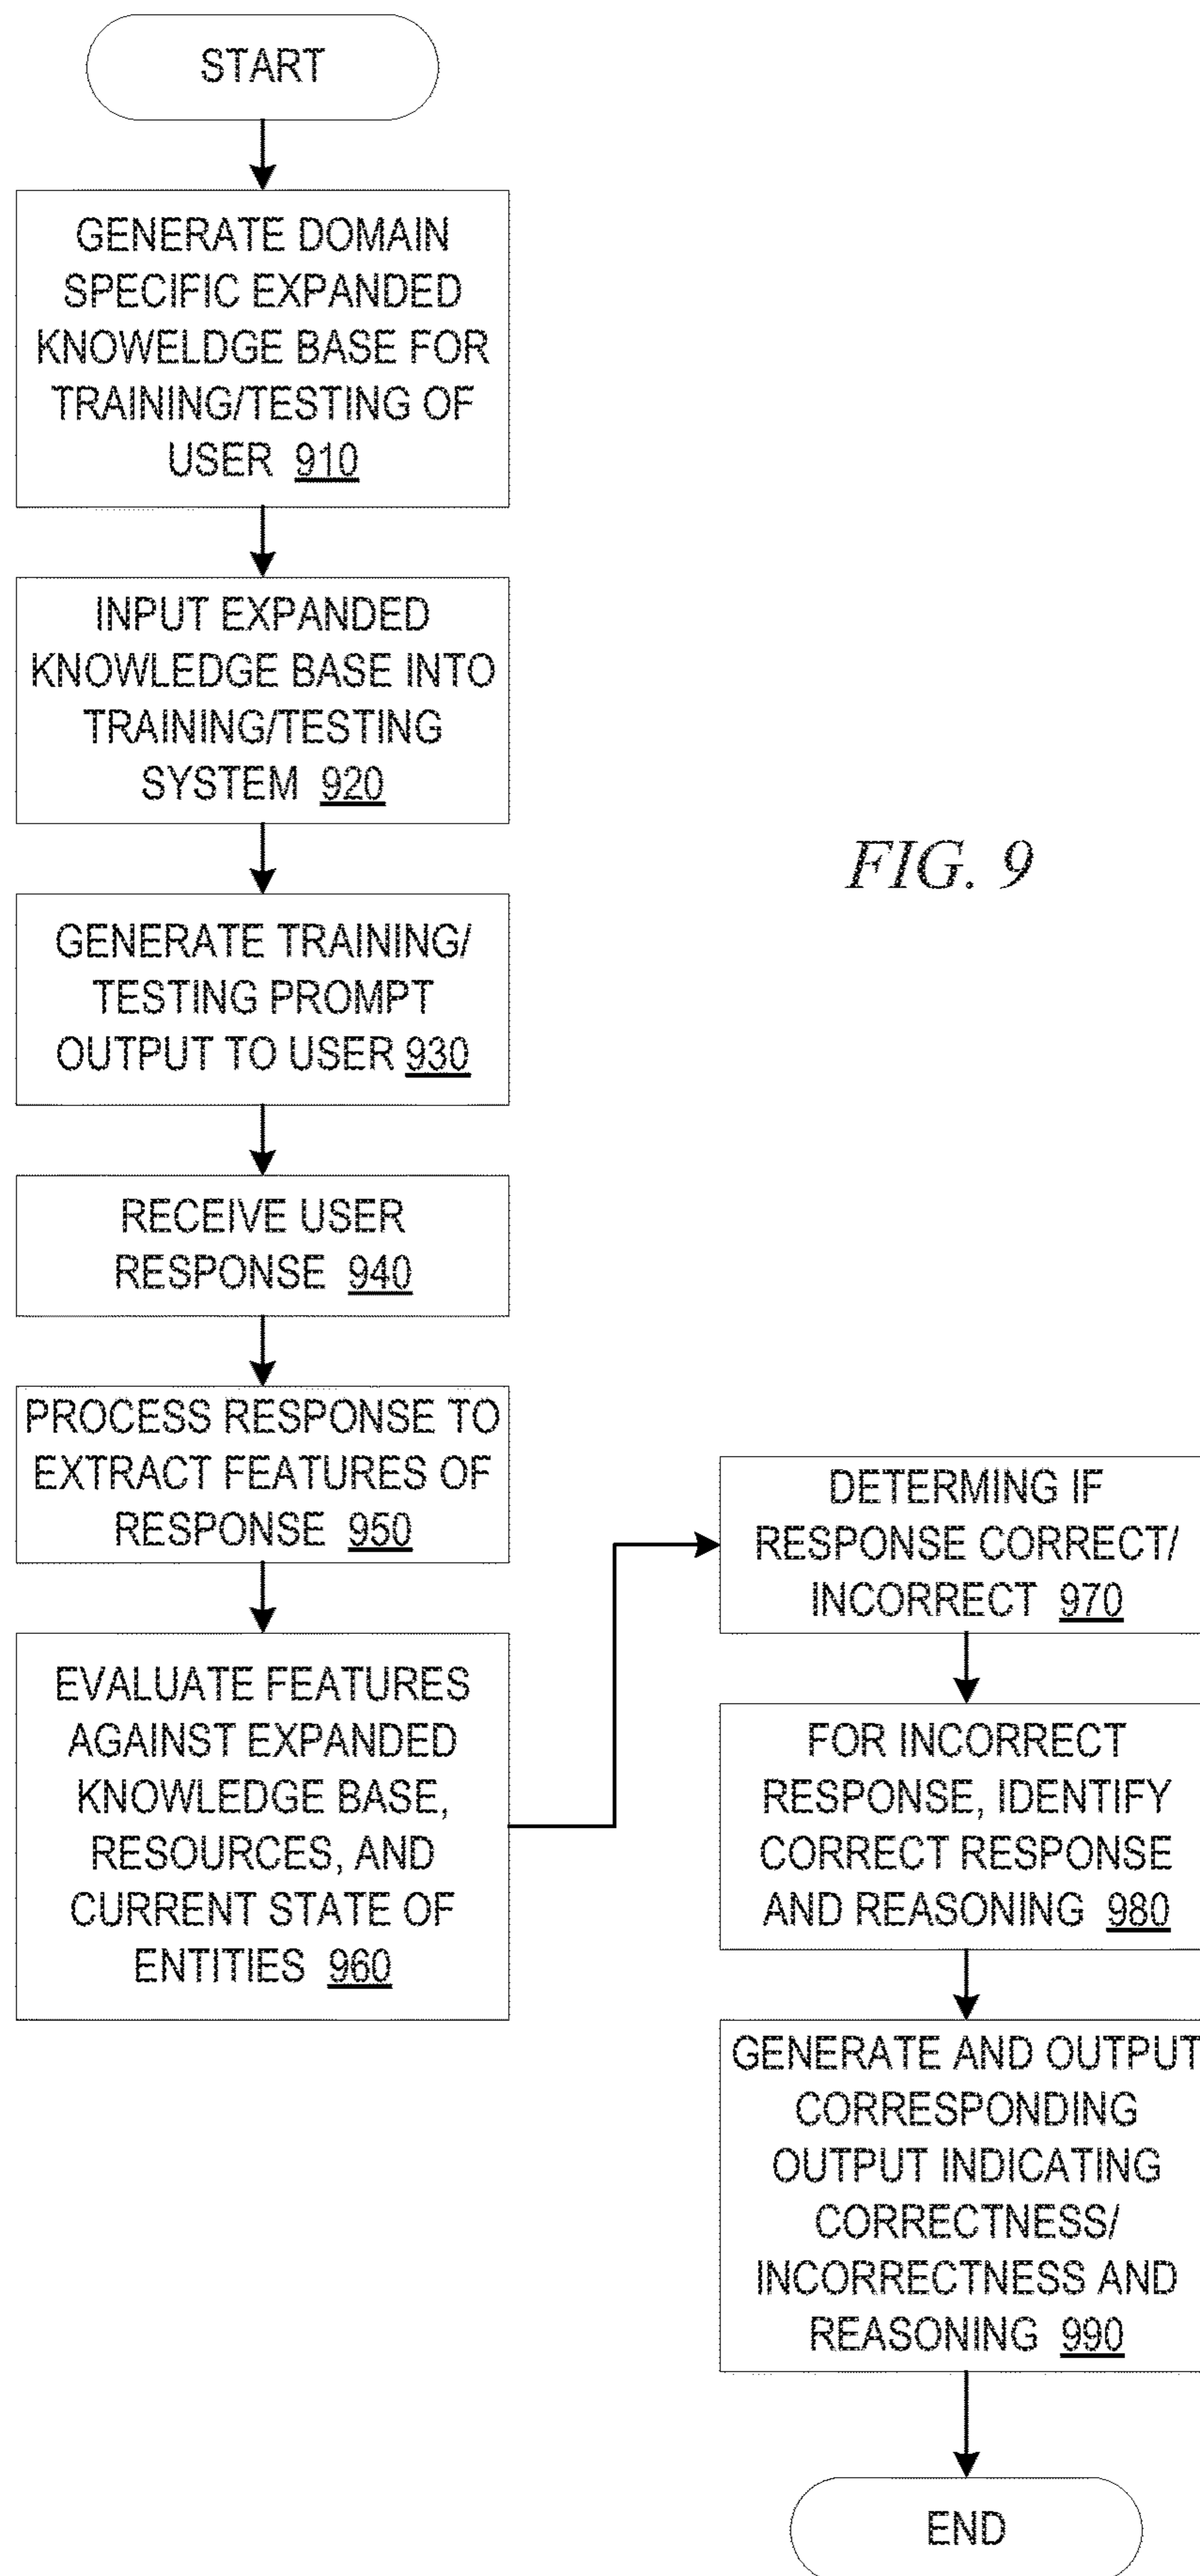 START
GENERATE DOMAIN
SPECIFIC EXPANDED
KNOWELDGE BASE FOR
TRAINING/TESTING OF
USER 910
INPUT EXPANDED
KNOWLEDGE BASE INTO
TRAINING/TESTING
SYSTEM 920
GENERATE TRAINING/
TESTING PROMPT
OUTPUT TO USER 930
RECEIVE USER
RESPONSE 940
PROCESS RESPONSE TO
EXTRACT FEATURES OF
RESPONSE 950
EVALUATE FEATURES
AGAINST EXPANDED
KNOWLEDGE BASE,
RESOURCES, AND
CURRENT STATE OF
ENTITIES 960
DETERMING IF
RESPONSE CORRECT/
INCORRECT 970
FOR INCORRECT
RESPONSE, IDENTIFY
CORRECT RESPONSE
AND REASONING 980
GENERATE AND OUTPUT
CORRESPONDING
OUTPUT INDICATING
CORRECTNESS/
INCORRECTNESS AND
REASONING 990
END
FIG. 9